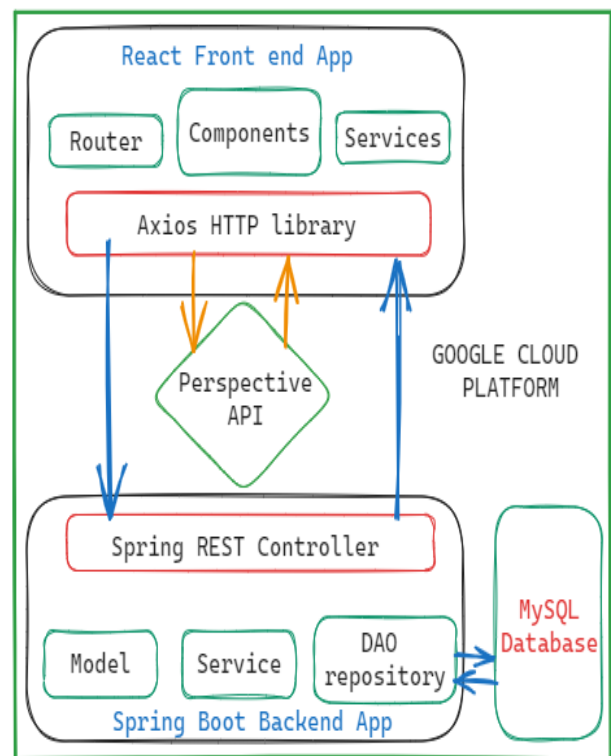 React Front end App
Router
Components
Services
Axios HTTP library
Perspective
API
GOOGLE CLOUD
PLATFORM
Spring REST Controller
Model
Service
DAO
repository
MySQL
Database
Spring Boot Backend App